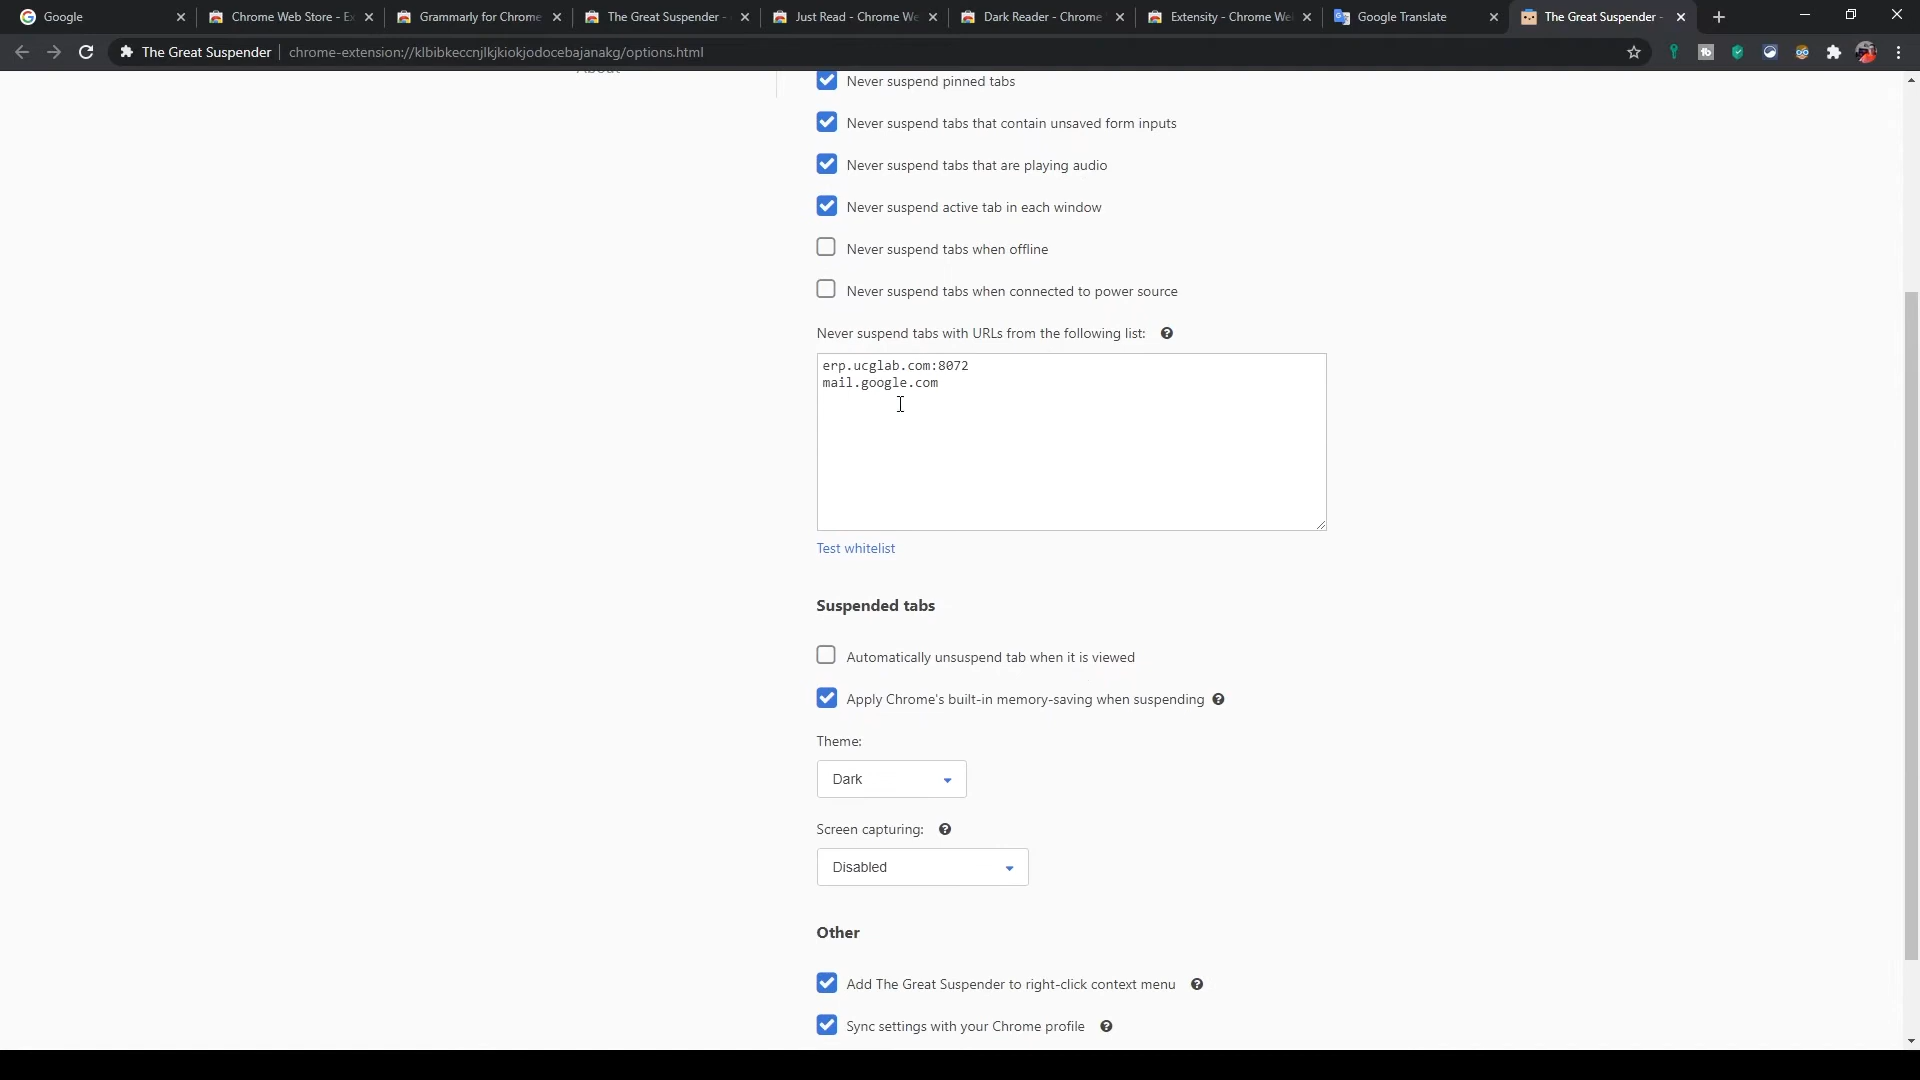 Google
Chrome Web Store - Ex
Grammarly for Chrome
The Great Suspender -
Just Read - Chrome We
Dark Reader - Chrome
Extensity - Chrome Wel
Google Translate
The Great Suspender -
The Great Suspender
chrome-extension://klbibkeccnjlkjkiokjodocebajanakg/options.html
About
Never suspend pinned tabs
Never suspend tabs that contain unsaved form inputs
Never suspend tabs that are playing audio
Never suspend active tab in each window
Never suspend tabs when offline
Never suspend tabs when connected to power source
Never suspend tabs with URLs from the following list:
erp.ucglab.com:8072
mail.google.com
Test whitelist
Suspended tabs
Automatically unsuspend tab when it is viewed
Apply Chrome's built-in memory-saving when suspending
Theme:
Dark
Screen capturing:
Disabled
Other
Add The Great Suspender to right-click context menu
Sync settings with your Chrome profile